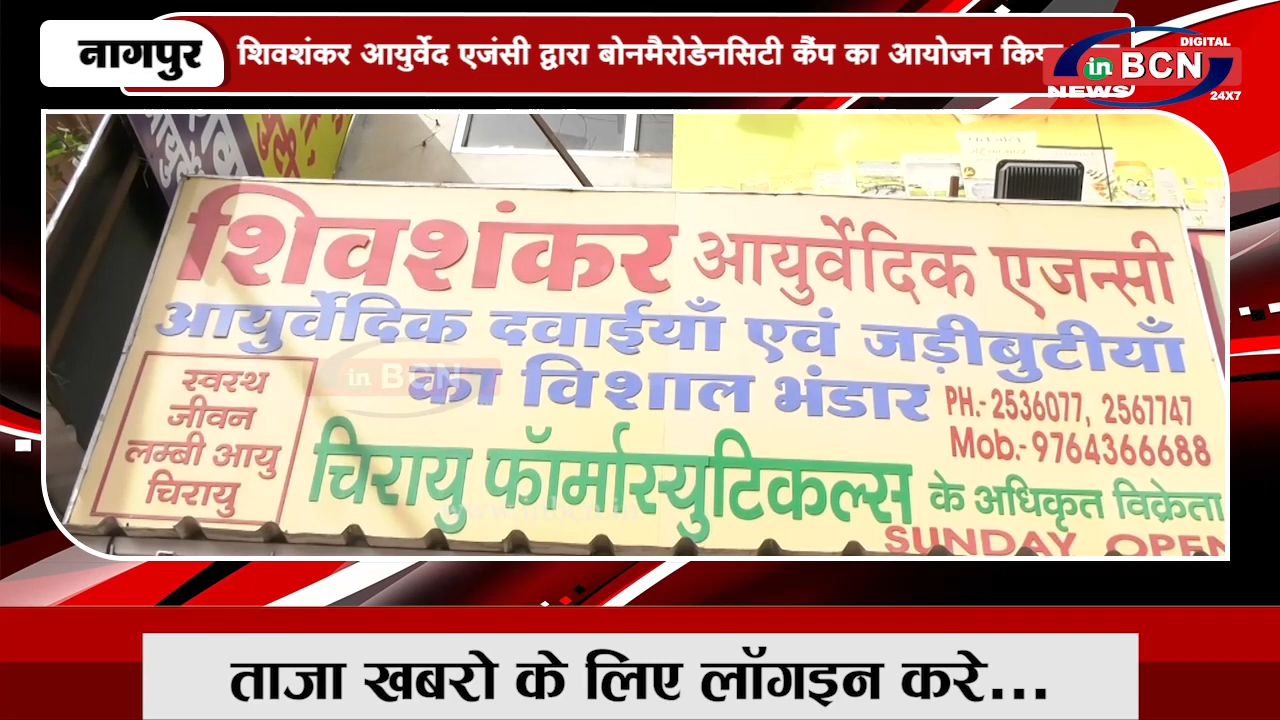 नागपुर
शिवशंकर आयुर्वेद एजंसी द्वारा बोनमैरोडेनसिटी कैंप का आयोजन
DIGITAL
in BCN
NEWS
24X7
शिवशंकर आयुर्वेदिक एजन्सी
आयुर्वेदिक दवाईयाँ एवं जड़ीबुटीयाँ
का विशाल भंडार
PH.- 2536077, 2567747
Mob.- 9764366688
स्वस्थ
जीवन
लम्बी आयु
चिरायु
चिरायु फॉर्मास्युटिकल्स के अधिकृत विक्रेता
SUNDAY OPEN
in BCN
ताजा खबरो के लिए लॉगइन करे...